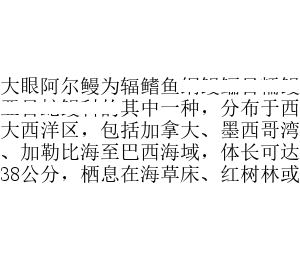 大眼阿尔鳗为辐鳍鱼
其中一种，分布于西
大西洋区，包括加拿大、墨西哥湾
、加勒比海至巴西海域，体长可达
38公分，栖息在海草床、红树林或